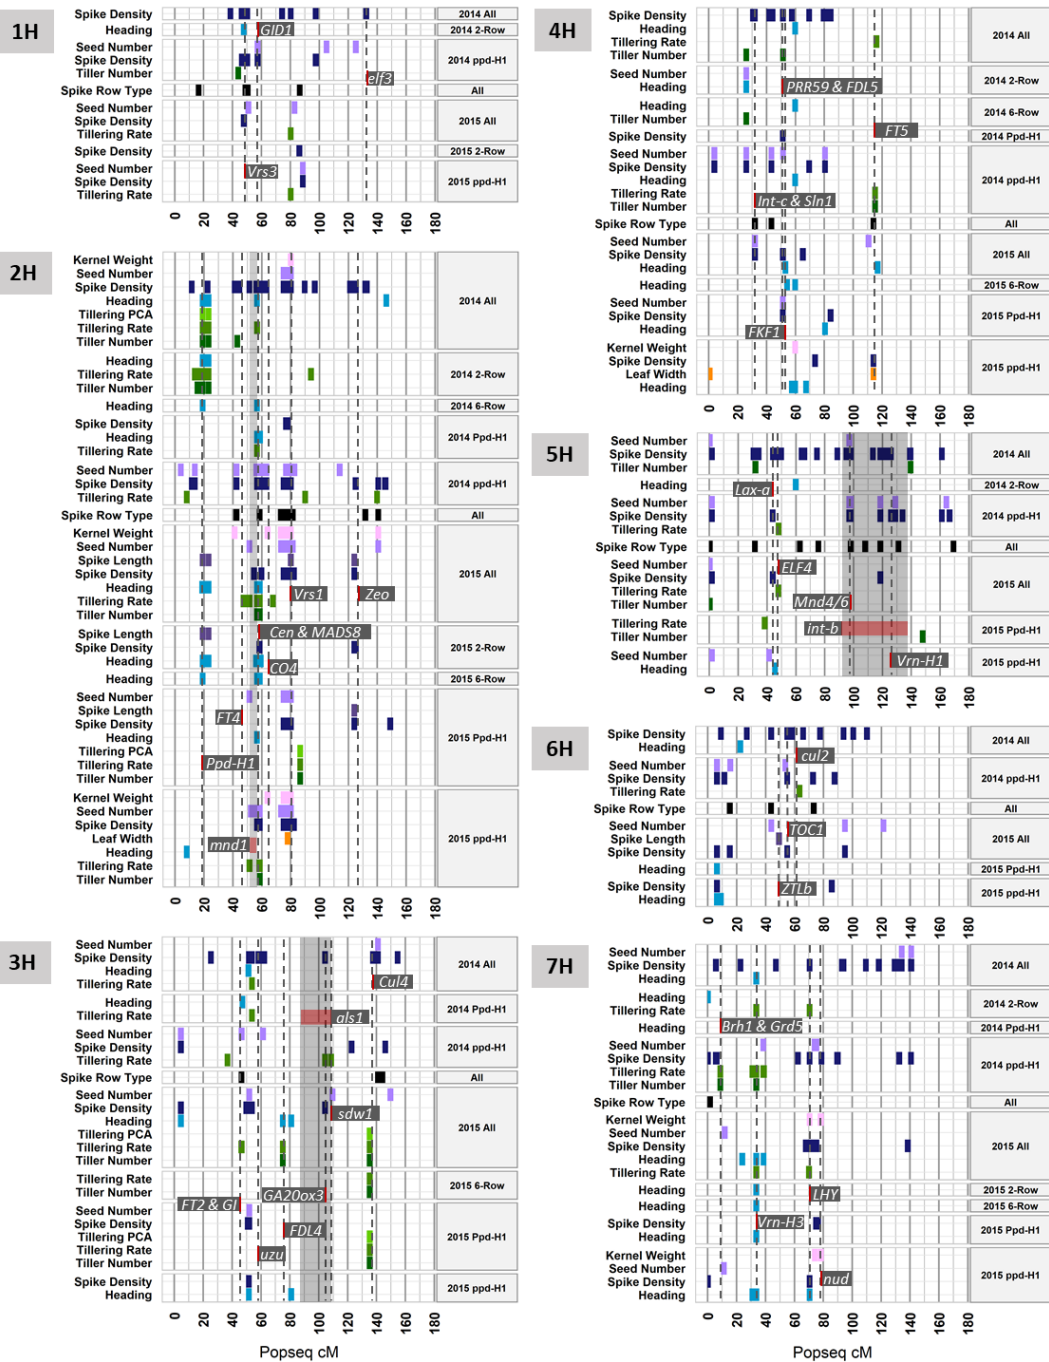 1H
Spike Density
2014 All
Heading
GID1
2014 2-Row
Seed Number
Spike Density
2014 ppd-H1
Tiller Number
elf3
Spike Row Type
All
Seed Number
Spike Density
2015 All
Tillering Rate
Spike Density
2015 2-Row
Seed Number
Vrs3
Spike Density
2015 ppd-H1
Tillering Rate
0 20 40 60 80 100 120 140 160 180
2H
Kernel Weight
Seed Number
Spike Density
Heading
2014 All
Tillering PCA
Tillering Rate
Tiller Number
Heading
Tillering Rate
2014 2-Row
Tiller Number
Heading
2014 6-Row
Spike Density
Heading
2014 Ppd-H1
Tillering Rate
Seed Number
Spike Density
2014 ppd-H1
Tillering Rate
Spike Row Type
All
Kernel Weight
Seed Number
Spike Length
Spike Density
2015 All
Heading
Tillering Rate
Vrs1
Zeo
Tiller Number
Spike Length
Cen & MADS8
Spike Density
2015 2-Row
Heading
CO4
Heading
2015 6-Row
Seed Number
Spike Length
FT4
Spike Density
Heading
2015 Ppd-H1
Tillering PCA
Tillering Rate
Ppd-H1
Tiller Number
Kernel Weight
Seed Number
Spike Density
Leaf Width
2015 ppd-H1
mnd1
Heading
Tillering Rate
Tiller Number
0 20 40 60 80 100 120 140 160 180
3H
Seed Number
Spike Density
2014 All
Heading
Tillering Rate
Cul4
Heading
2014 Ppd-H1
Tillering Rate
als1
Seed Number
Spike Density
2014 ppd-H1
Tillering Rate
Spike Row Type
All
Seed Number
Spike Density
sdw1
Heading
2015 All
Tillering PCA
Tillering Rate
Tiller Number
Tillering Rate
2015 6-Row
Tiller Number
GA20ox3
FT2 & GI
Seed Number
Spike Density
FDL4
Tillering PCA
2015 Ppd-H1
Tillering Rate
uzu
Tiller Number
Spike Density
2015 ppd-H1
Heading
0 20 40 60 80 100 120 140 160 180
Popseq cM
4H
Spike Density
Heading
2014 All
Tillering Rate
Tiller Number
Seed Number
2014 2-Row
Heading
PRR59 & FDL5
Heading
2014 6-Row
Tiller Number
FT5
Spike Density
2014 Ppd-H1
Seed Number
Spike Density
Heading
2014 ppd-H1
Tillering Rate
Int-c & Sln1
Tiller Number
Spike Row Type
All
Seed Number
Spike Density
2015 All
Heading
Heading
2015 6-Row
Seed Number
Spike Density
2015 Ppd-H1
Heading
FKF1
Kernel Weight
Spike Density
2015 ppd-H1
Leaf Width
Heading
0 20 40 60 80 100 120 140 160 180
5H
Seed Number
Spike Density
2014 All
Tiller Number
Heading
Lax-a
2014 2-Row
Seed Number
Spike Density
2014 ppd-H1
Tillering Rate
Spike Row Type
All
Seed Number
ELF4
Spike Density
2015 All
Tillering Rate
Tiller Number
Mnd4/6
Tillering Rate
int-b
2015 Ppd-H1
Tiller Number
Seed Number
Vrn-H1
2015 ppd-H1
Heading
0 20 40 60 80 100 120 140 160 180
6H
Spike Density
2014 All
Heading
cul2
Seed Number
Spike Density
2014 ppd-H1
Tillering Rate
Spike Row Type
All
Seed Number
TOC1
Spike Length
2015 All
Spike Density
Heading
2015 Ppd-H1
Spike Density
ZTLb
2015 ppd-H1
Heading
0 20 40 60 80 100 120 140 160 180
7H
Seed Number
Spike Density
2014 All
Heading
Heading
2014 2-Row
Tillering Rate
Heading
Brh1 & Grd5
2014 Ppd-H1
Seed Number
Spike Density
2014 ppd-H1
Tillering Rate
Tiller Number
Spike Row Type
All
Kernel Weight
Seed Number
Spike Density
2015 All
Heading
Tillering Rate
Heading
LHY
2015 2-Row
Heading
2015 6-Row
Spike Density
Vrn-H3
2015 Ppd-H1
Heading
Kernel Weight
Seed Number
nud
2015 ppd-H1
Spike Density
Heading
0 20 40 60 80 100 120 140 160 180
Popseq cM